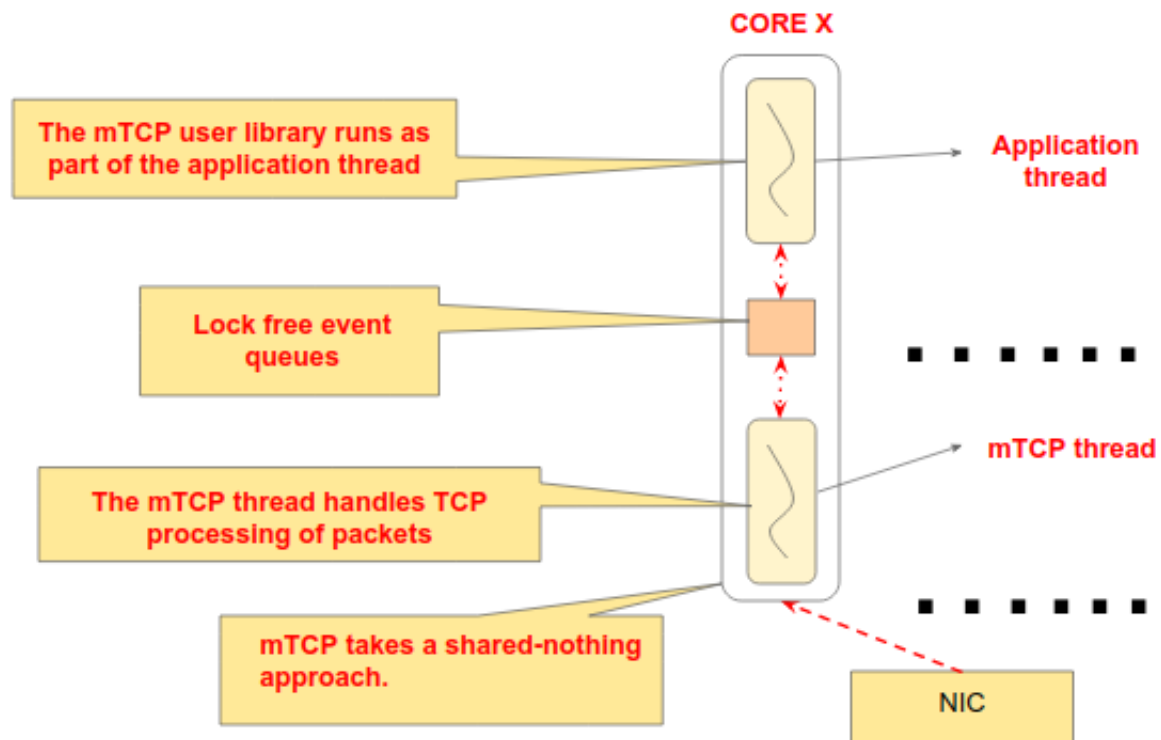 CORE X
The mTCP user library runs as
part of the application thread
Application
thread
Lock free event
queues
mTCP thread
The mTCP thread handles TCP
processing of packets
mTCP takes a shared-nothing
approach.
NIC